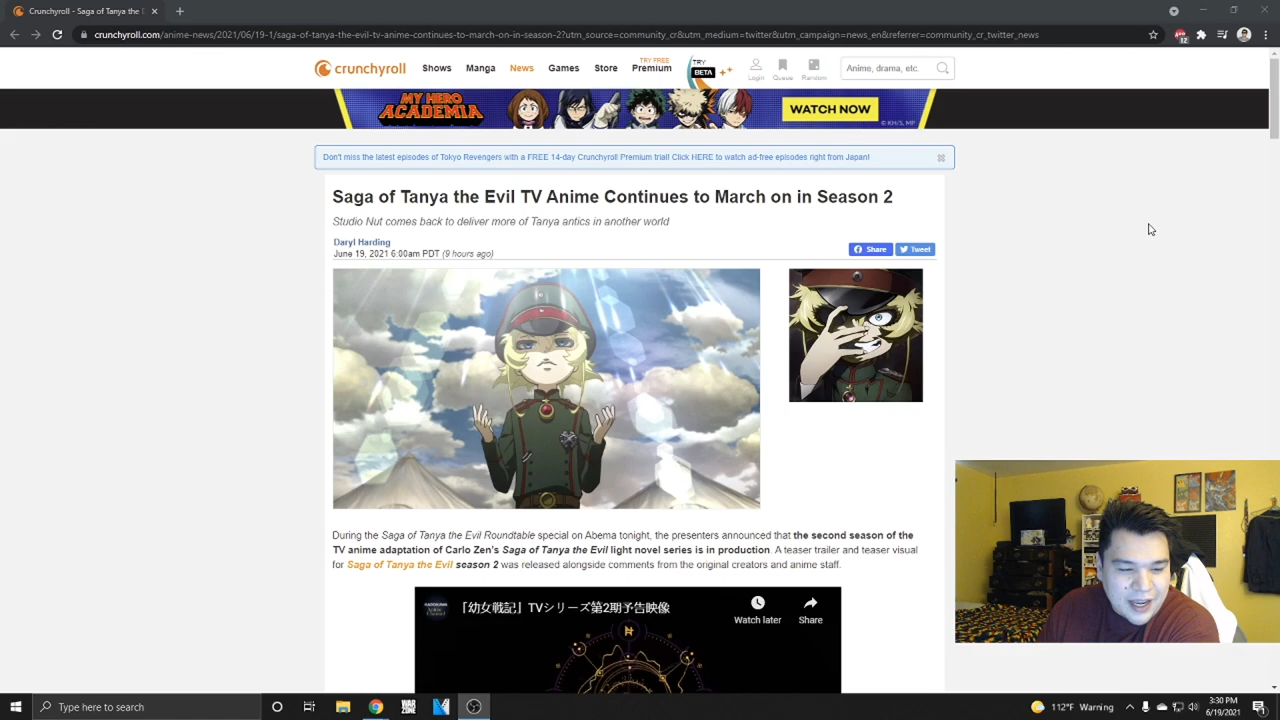 Crunchyroll - Saga of Tanya the E
crunchyroll.com/anime-news/2021/06/19-1/saga-of-tanya-the-evil-tv-anime-continues-to-march-on-in-season-2?utm_source=community_cr&utm_medium=twitter&utm_campaign=news_en&referrer=community_cr_twitter_news
12
crunchyroll
Shows
Manga
News
Games
Store
TRY FREE
Premium
TRY
BETA
Login
Queue
Random
Anime, drama, etc.
MY HERO
ACADEMIA
WATCH NOW
© KH/S, MP
Don't miss the latest episodes of Tokyo Revengers with a FREE 14-day Crunchyroll Premium trial! Click HERE to watch ad-free episodes right from Japan!
Saga of Tanya the Evil TV Anime Continues to March on in Season 2
Studio Nut comes back to deliver more of Tanya antics in another world
Daryl Harding
June 19, 2021 6:00am PDT (9 hours ago)
Share
Tweet
During the Saga of Tanya the Evil Roundtable special on Abema tonight, the presenters announced that the second season of the
TV anime adaptation of Carlo Zen's Saga of Tanya the Evil light novel series is in production. A teaser trailer and teaser visual
for Saga of Tanya the Evil season 2 was released alongside comments from the original creators and anime staff.
「幼女戦記」TVシリーズ第2期予告映像
Watch later
Share
Type here to search
WAR
ZONE
112°F Warning
3:30 PM
6/19/2021